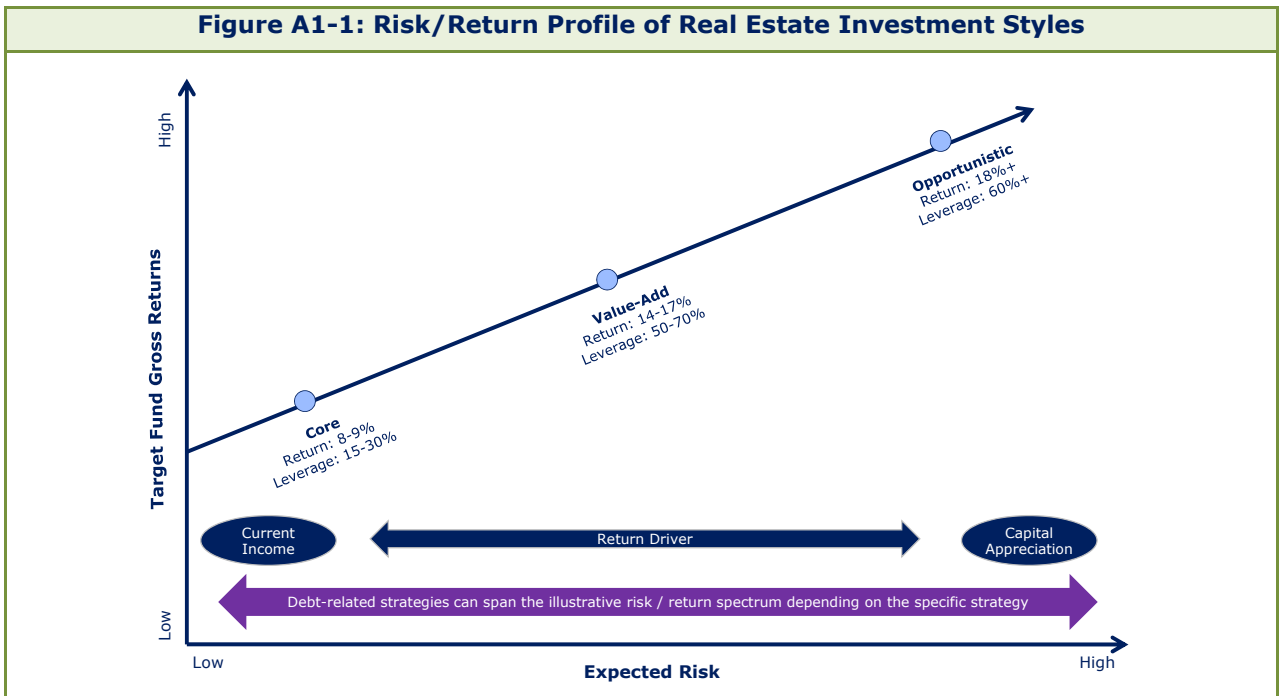 Figure A1-1: Risk/Return Profile of Real Estate Investment Styles
High
Opportunistic
Return: 18%+
Leverage: 60%+
Value-Add
Return: 14-17%
Leverage: 50-70%
Target Fund Gross Returns
Core
Return: 8-9%
Leverage: 15-30%
Current
Income
Return Driver
Capital
Appreciation
Debt-related strategies can span the illustrative risk / return spectrum depending on the specific strategy
Low
Low
Expected Risk
High